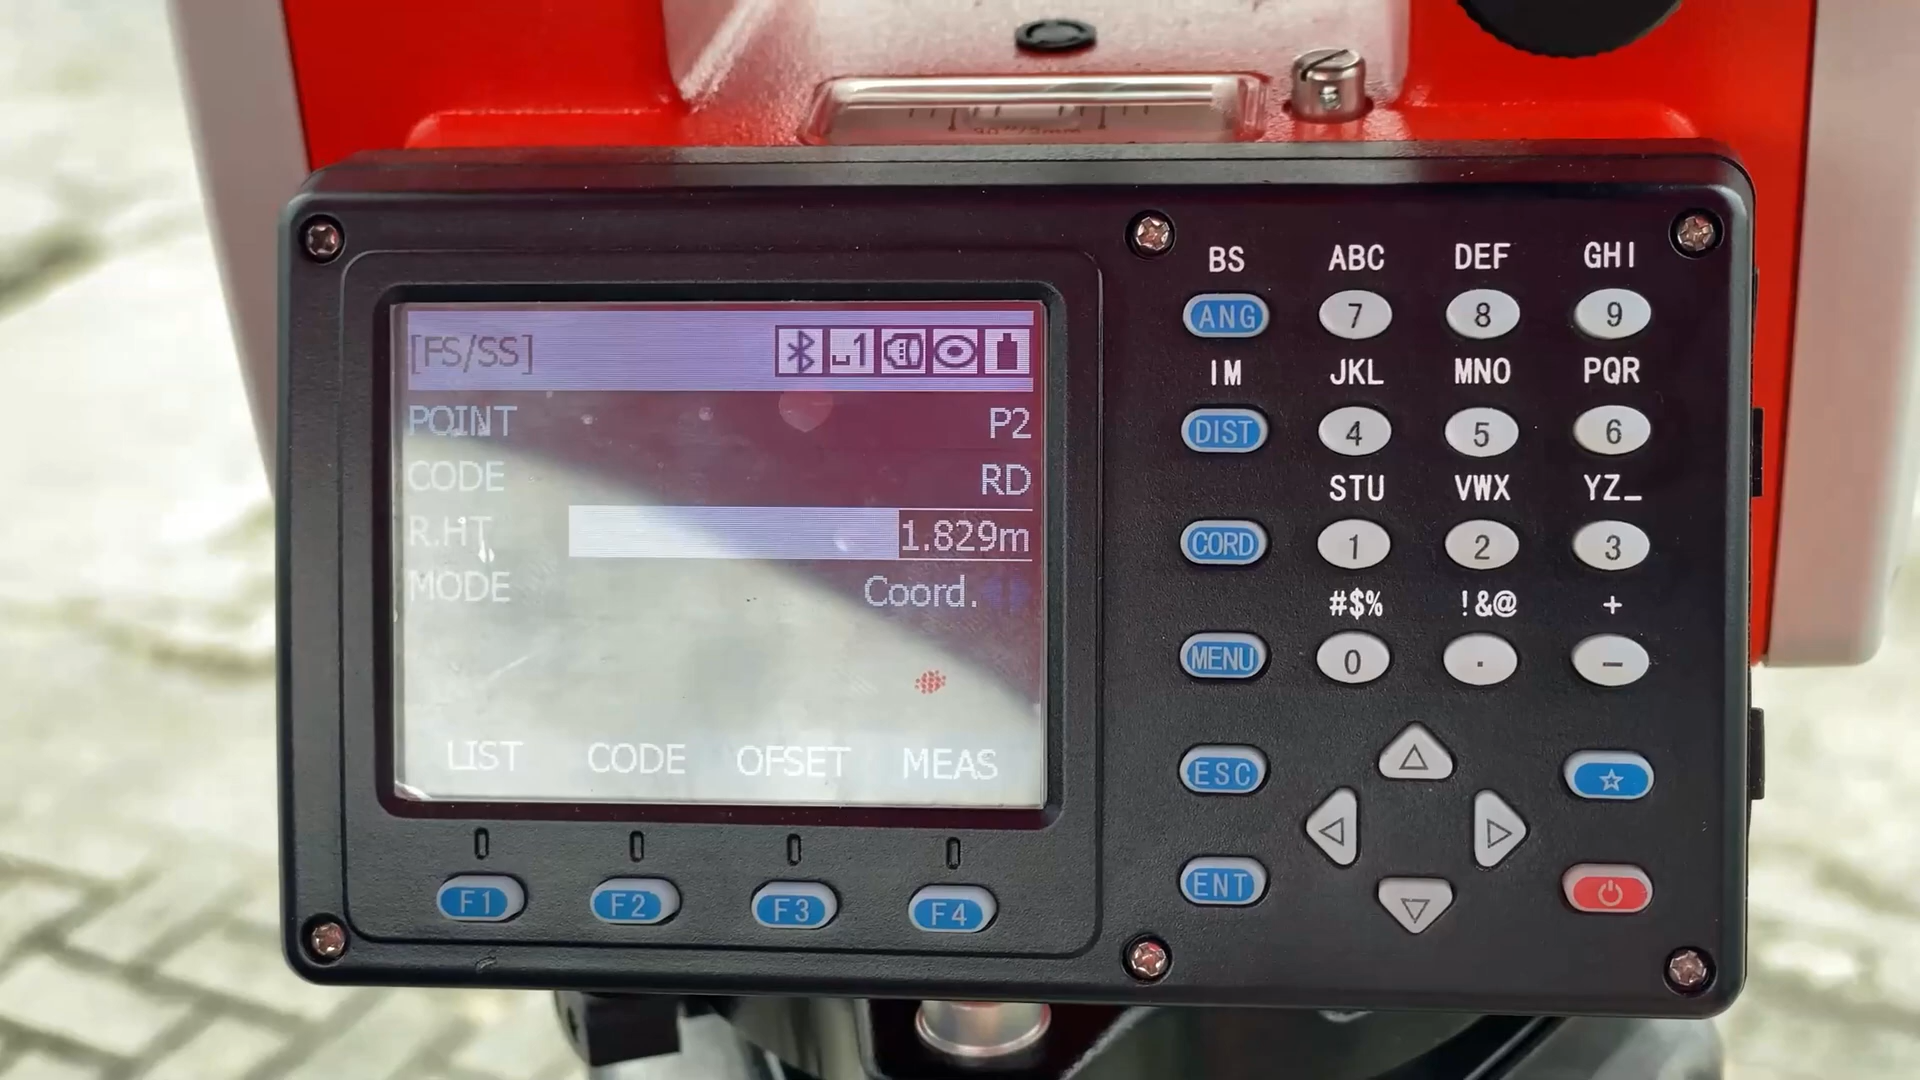 [FS/SS] 1
POINT P2
CODE RD
R.HT 1.829m
MODE Coord.
LIST CODE OFSET MEAS
F1 F2 F3 F4
BS ABC DEF GHI
ANG 7 8 9
IM JKL MNO PQR
DIST 4 5 6
STU VWX YZ_
CORD 1 2 3
#$% !&@ +
MENU 0 . -
ESC
ENT